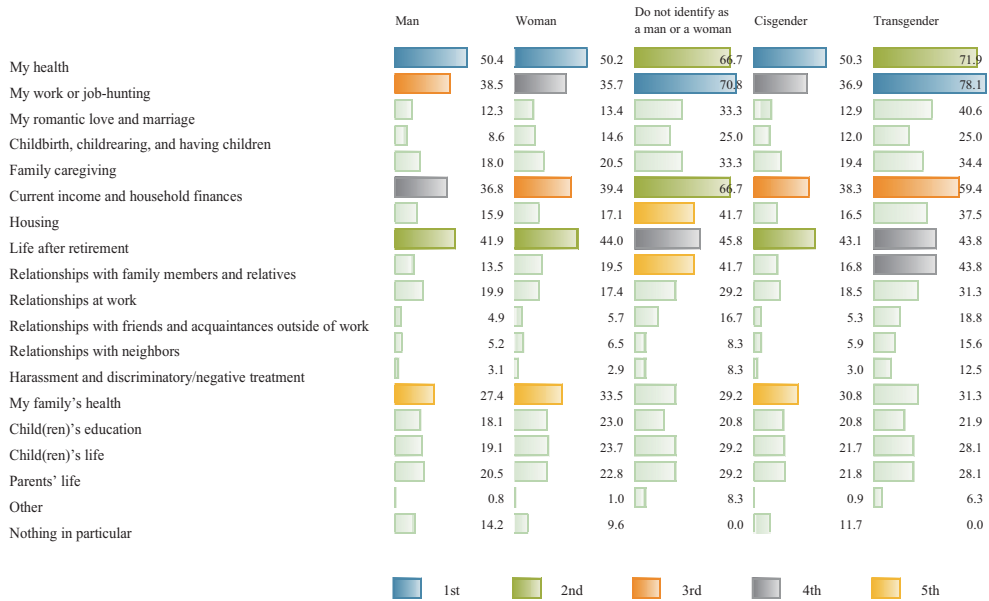 Man Woman Do not identify as a man or a woman Cisgender Transgender
My health 50.4 50.2 66.7 50.3 71.9
My work or job-hunting 38.5 35.7 70.8 36.9 78.1
My romantic love and marriage 12.3 13.4 33.3 12.9 40.6
Childbirth, childrearing, and having children 8.6 14.6 25.0 12.0 25.0
Family caregiving 18.0 20.5 33.3 19.4 34.4
Current income and household finances 36.8 39.4 66.7 38.3 59.4
Housing 15.9 17.1 41.7 16.5 37.5
Life after retirement 41.9 44.0 45.8 43.1 43.8
Relationships with family members and relatives 13.5 19.5 41.7 16.8 43.8
Relationships at work 19.9 17.4 29.2 18.5 31.3
Relationships with friends and acquaintances outside of work 4.9 5.7 16.7 5.3 18.8
Relationships with neighbors 5.2 6.5 8.3 5.9 15.6
Harassment and discriminatory/negative treatment 3.1 2.9 8.3 3.0 12.5
My family’s health 27.4 33.5 29.2 30.8 31.3
Child(ren)’s education 18.1 23.0 20.8 20.8 21.9
Child(ren)’s life 19.1 23.7 29.2 21.7 28.1
Parents’ life 20.5 22.8 29.2 21.8 28.1
Other 0.8 1.0 8.3 0.9 6.3
Nothing in particular 14.2 9.6 0.0 11.7 0.0
1st 2nd 3rd 4th 5th